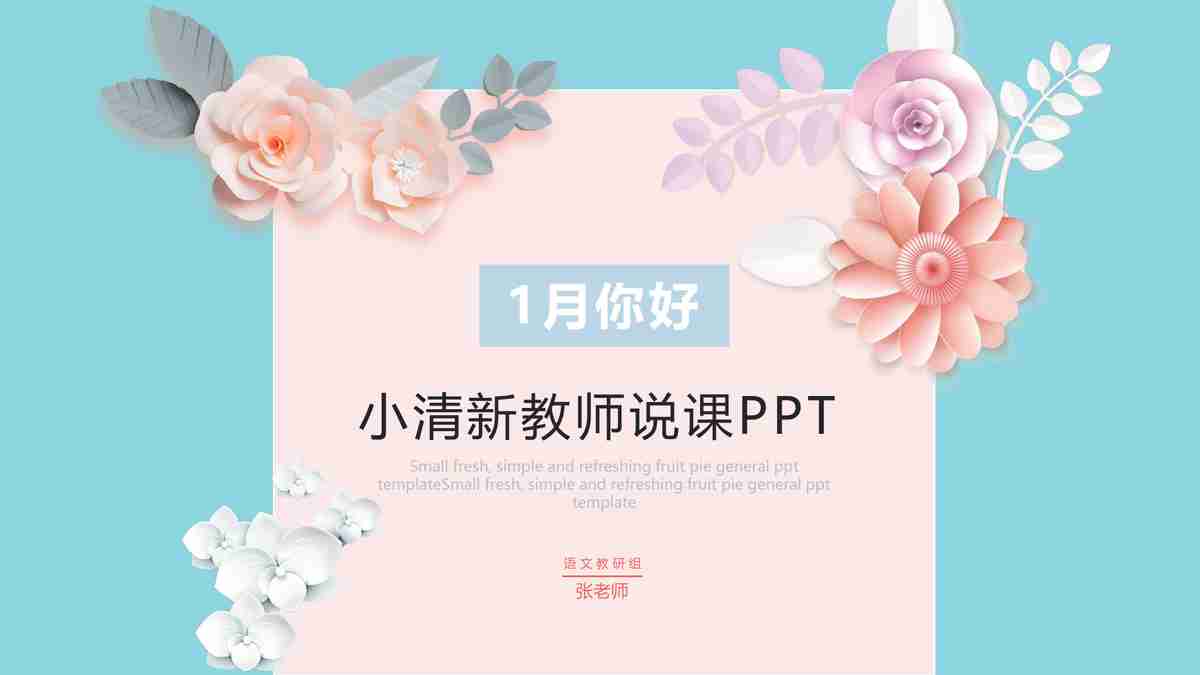 1月你好
小清新教师说课PPT
Small fresh, simple and refreshing fruit pie general ppt
templateSmall fresh, simple and refreshing fruit pie general ppt
template
语文教研组
张老师